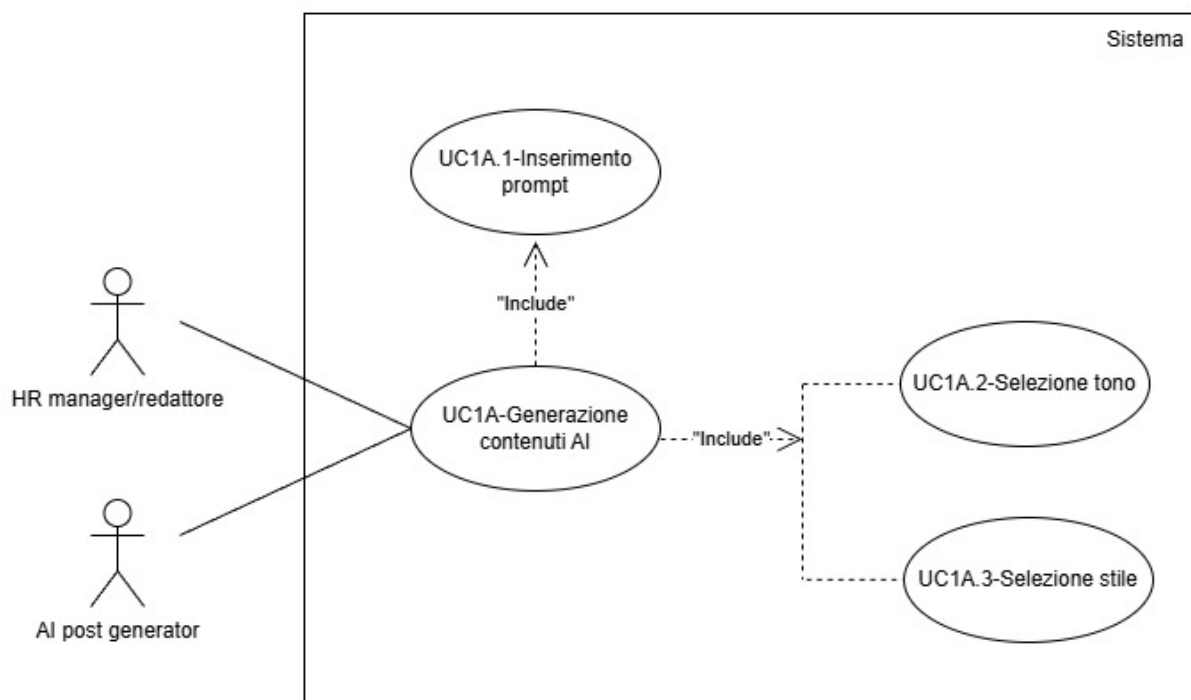 Sistema
UC1A.1-Inserimento
prompt
"Include"
HR manager/redattore
UC1A-Generazione
contenuti AI
"Include"
UC1A.2-Selezione tono
UC1A.3-Selezione stile
AI post generator